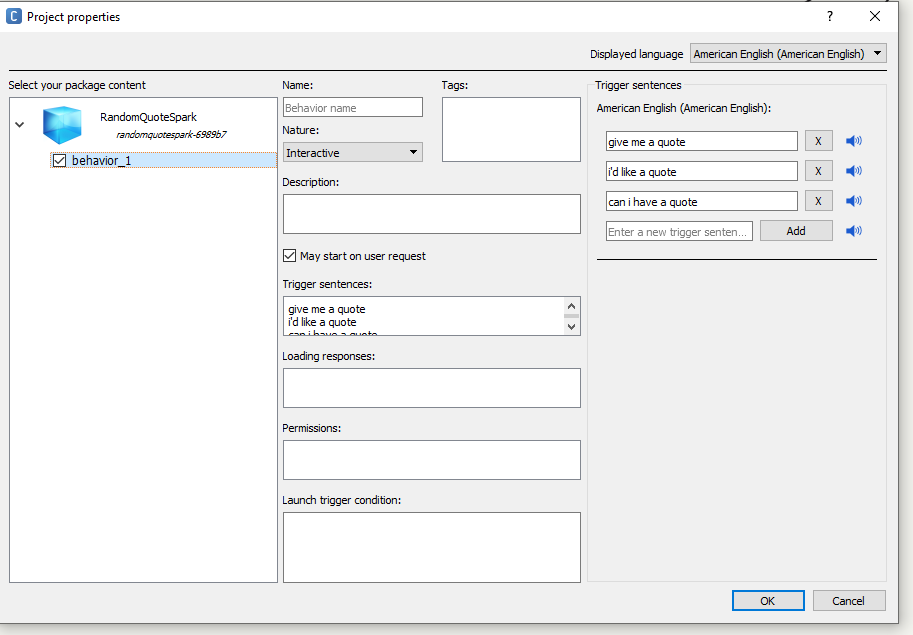 C Project properties ?
Displayed language American English (American English)
Select your package content
RandomQuoteSpark
randomquotespark-6989b7
behavior_1
Name:
Behavior name
Tags:
Nature:
Interactive
Description:
May start on user request
Trigger sentences:
give me a quote
i'd like a quote
can i have a quote
Loading responses:
Permissions:
Launch trigger condition:
Trigger sentences
American English (American English):
give me a quote X
i'd like a quote X
can i have a quote X
Enter a new trigger senten... Add
OK Cancel